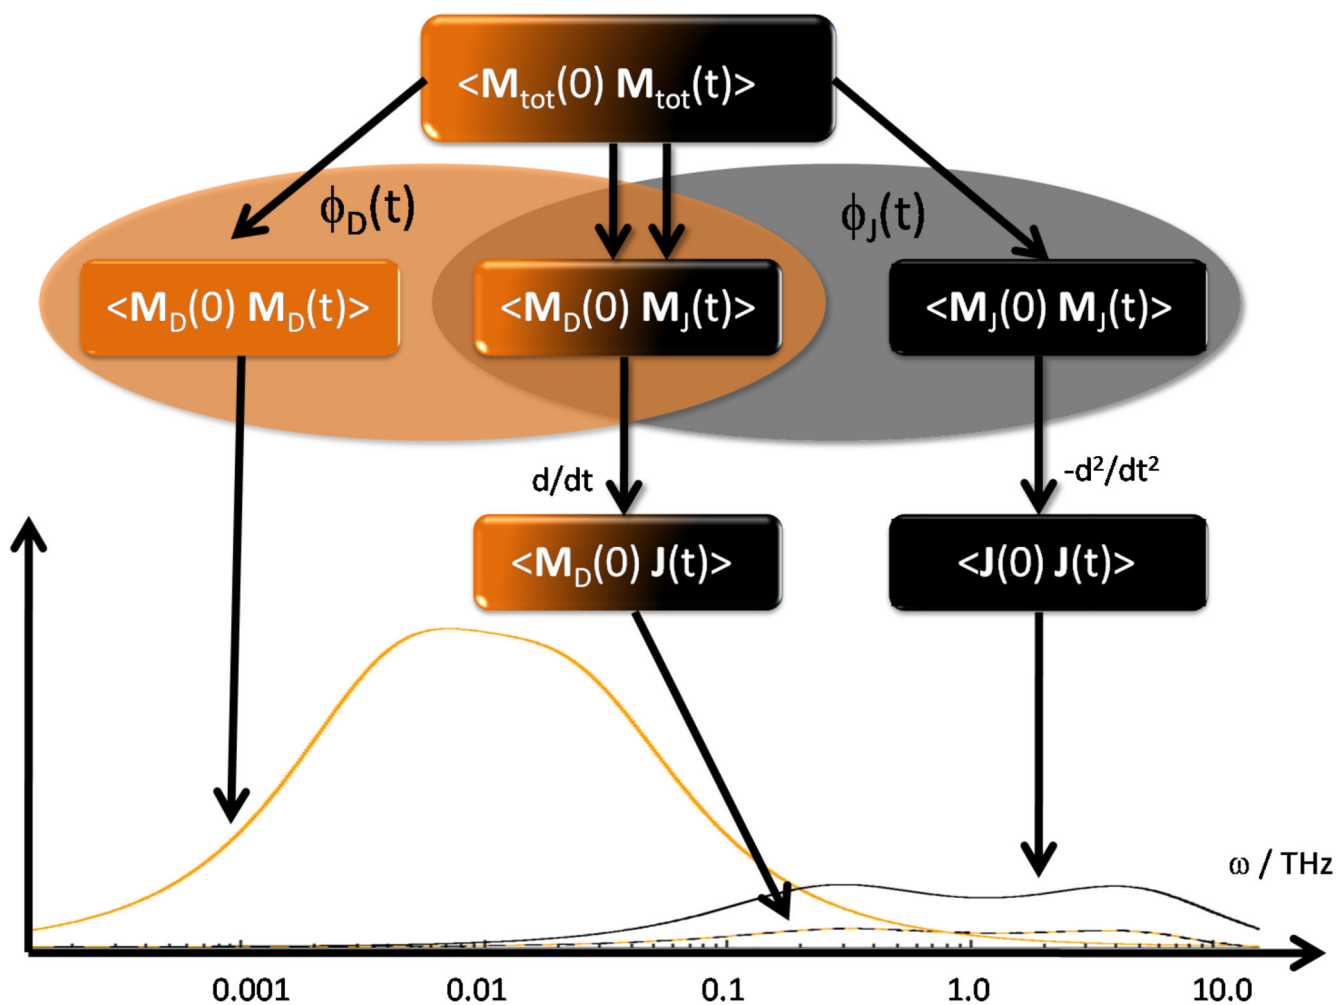 <M_tot(0) M_tot(t)>
ϕ_D(t)
ϕ_J(t)
<M_D(0) M_D(t)>
<M_D(0) M_J(t)>
<M_J(0) M_J(t)>
d/dt
-d²/dt²
<M_D(0) J(t)>
<J(0) J(t)>
ω / THz
0.001
0.01
0.1
1.0
10.0